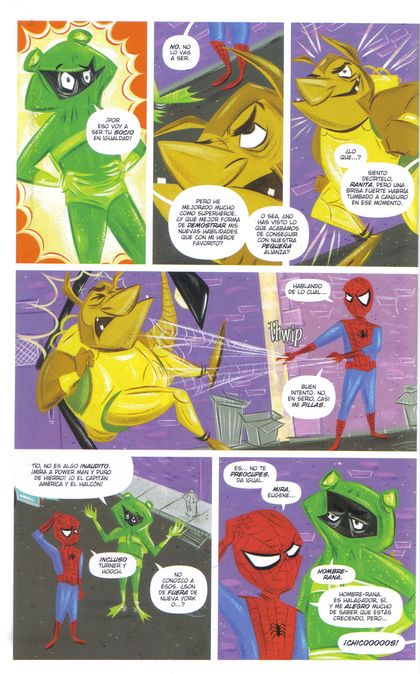 ¡POR
ESO VOY A
SER TU SOCIO
EN IGUALDAD!
NO, NO
LO VAS
A SER.
PERO HE
MEJORADO MUCHO
COMO SUPERHÉROE.
¿Y QUÉ MEJOR FORMA
DE DEMOSTRAR MIS
NUEVAS HABILIDADES
QUE CON MI HÉROE
FAVORITO?
O SEA, ¿NO
HAS VISTO LO
QUE ACABAMOS
DE CONSEGUIR
CON NUESTRA
PEQUEÑA
ALIANZA?
¿LO
QUE...?
SIENTO
DECÍRTELO,
RANITA, PERO UNA
BRISA FUERTE HABRÍA
TUMBADO A CANGURO
EN ESE MOMENTO.
HABLANDO
DE LO CUAL...
thwip
BUEN
INTENTO. NO,
EN SERIO, CASI
ME PILLAS.
TÍO, NO ES ALGO INAUDITO.
¡MIRA A POWER MAN Y PUÑO
DE HIERRO! ¡O EL CAPITÁN
AMÉRICA Y EL HALCÓN!
INCLUSO
TURNER Y
HOOCH.
NO
CONOZCO A
ESOS. ¿SON
DE FUERA DE
NUEVA YORK
O...?
ES... NO TE
PREOCUPES,
DA IGUAL.
MIRA,
EUGENE...
HOMBRE-
RANA.
HOMBRE-RANA.
ES HALAGADOR, SÍ.
Y ME ALEGRO MUCHO
DE SABER QUE ESTÁS
CRECIENDO, PERO...
¡CHICOOOOOS!